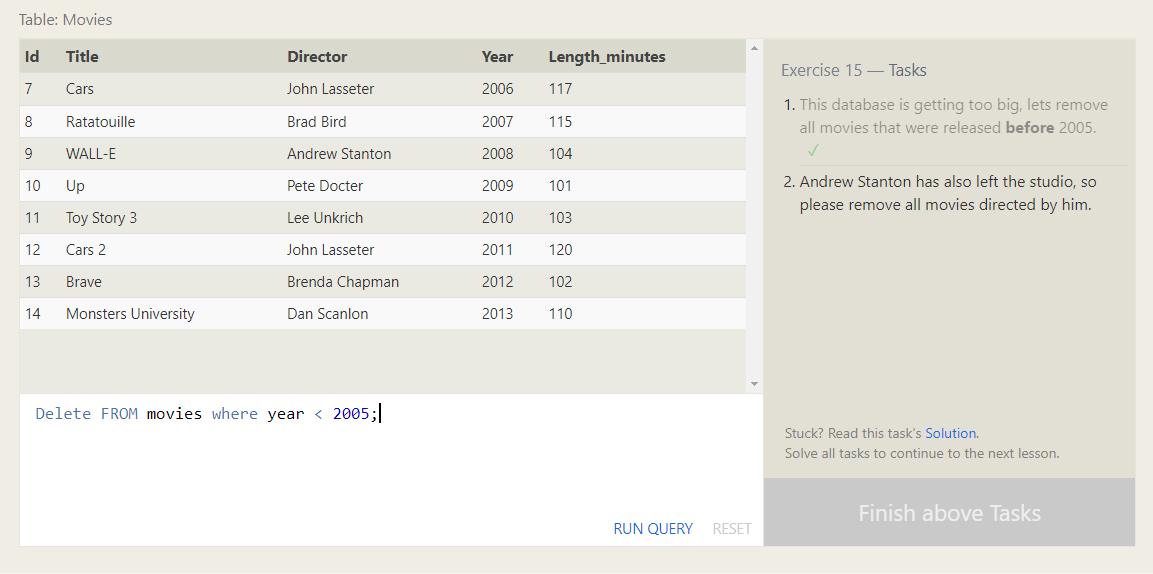 Table: Movies
Id Title Director Year Length_minutes
7 Cars John Lasseter 2006 117
8 Ratatouille Brad Bird 2007 115
9 WALL-E Andrew Stanton 2008 104
10 Up Pete Docter 2009 101
11 Toy Story 3 Lee Unkrich 2010 103
12 Cars 2 John Lasseter 2011 120
13 Brave Brenda Chapman 2012 102
14 Monsters University Dan Scanlon 2013 110
Delete FROM movies where year < 2005;
RUN QUERY RESET
Exercise 15 — Tasks
1. This database is getting too big, lets remove
all movies that were released before 2005.
✓
2. Andrew Stanton has also left the studio, so
please remove all movies directed by him.
Stuck? Read this task's Solution.
Solve all tasks to continue to the next lesson.
Finish above Tasks